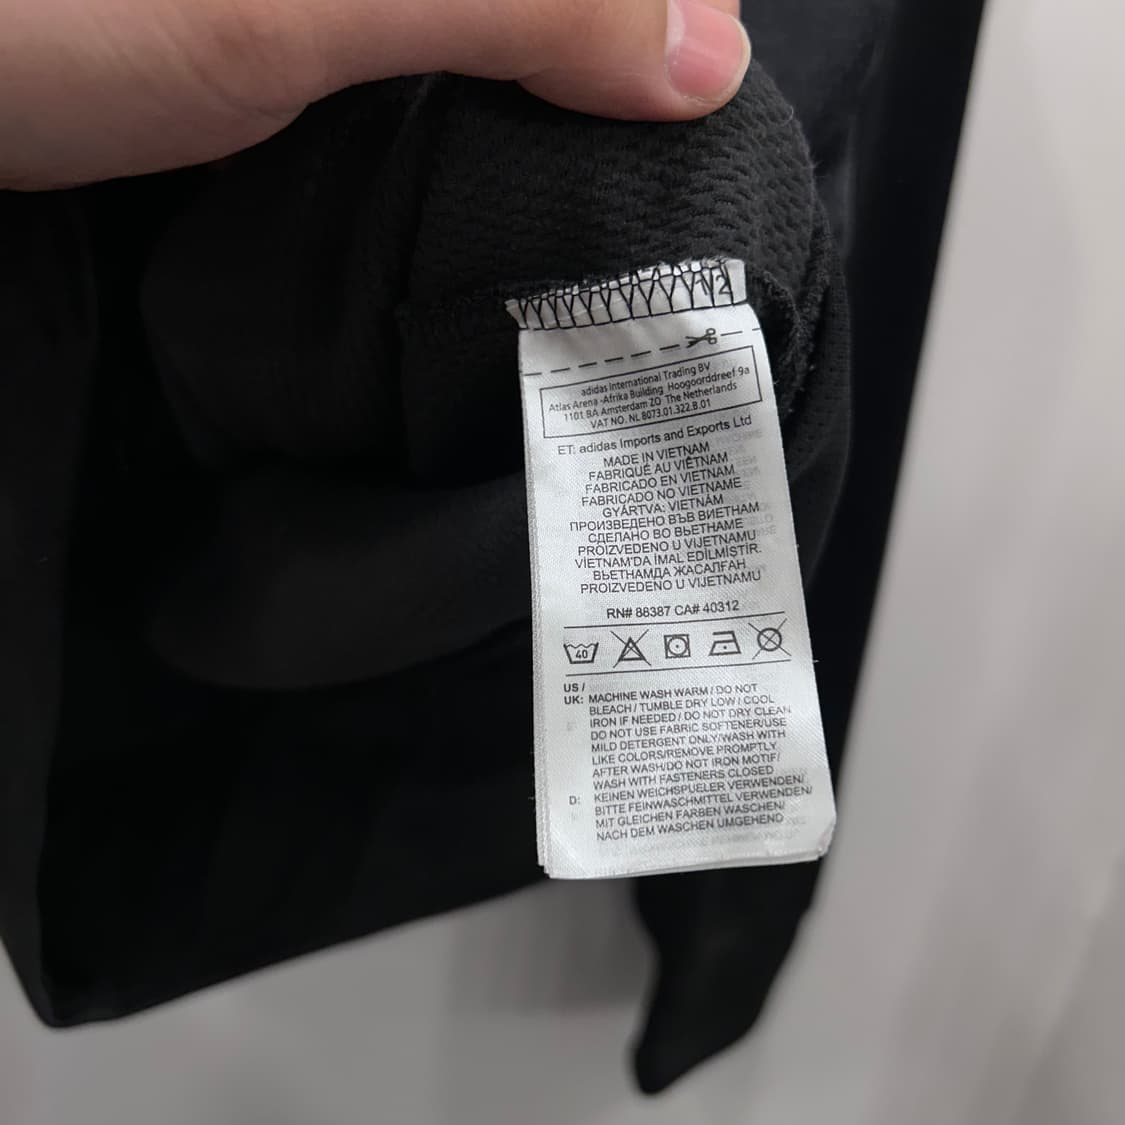 1/2
adidas International Trading BV
Atlas Arena -Afrika Building Hoogoorddreef 9a
1101 BA Amsterdam ZO The Netherlands
VAT NO. NL 8073.01.322.B.01
ET: adidas Imports and Exports Ltd
MADE IN VIETNAM
FABRIQUÉ AU VIÊTNAM
FABRICADO EN VIETNAM
FABRICADO NO VIETNAME
GYÁRTVA: VIETNÁM
ПРОИЗВЕДЕНО ВЪВ ВИЕТНАМ
СДЕЛАНО ВО ВЬЕТНАМЕ
PROIZVEDENO U VIJETNAMU
VİETNAM'DA İMAL EDİLMİŞTİR.
ВЬЕТНАМДА ЖАСАЛҒАН
PROIZVEDENO U VIJETNAMU
RN# 88387 CA# 40312
40
US /
UK: MACHINE WASH WARM / DO NOT
BLEACH / TUMBLE DRY LOW / COOL
IRON IF NEEDED / DO NOT DRY CLEAN
DO NOT USE FABRIC SOFTENER/USE
MILD DETERGENT ONLY/WASH WITH
LIKE COLORS/REMOVE PROMPTLY
AFTER WASH/DO NOT IRON MOTIF/
WASH WITH FASTENERS CLOSED
D: KEINEN WEICHSPUELER VERWENDEN/
BITTE FEINWASCHMITTEL VERWENDEN/
MIT GLEICHEN FARBEN WASCHEN/
NACH DEM WASCHEN UMGEHEND